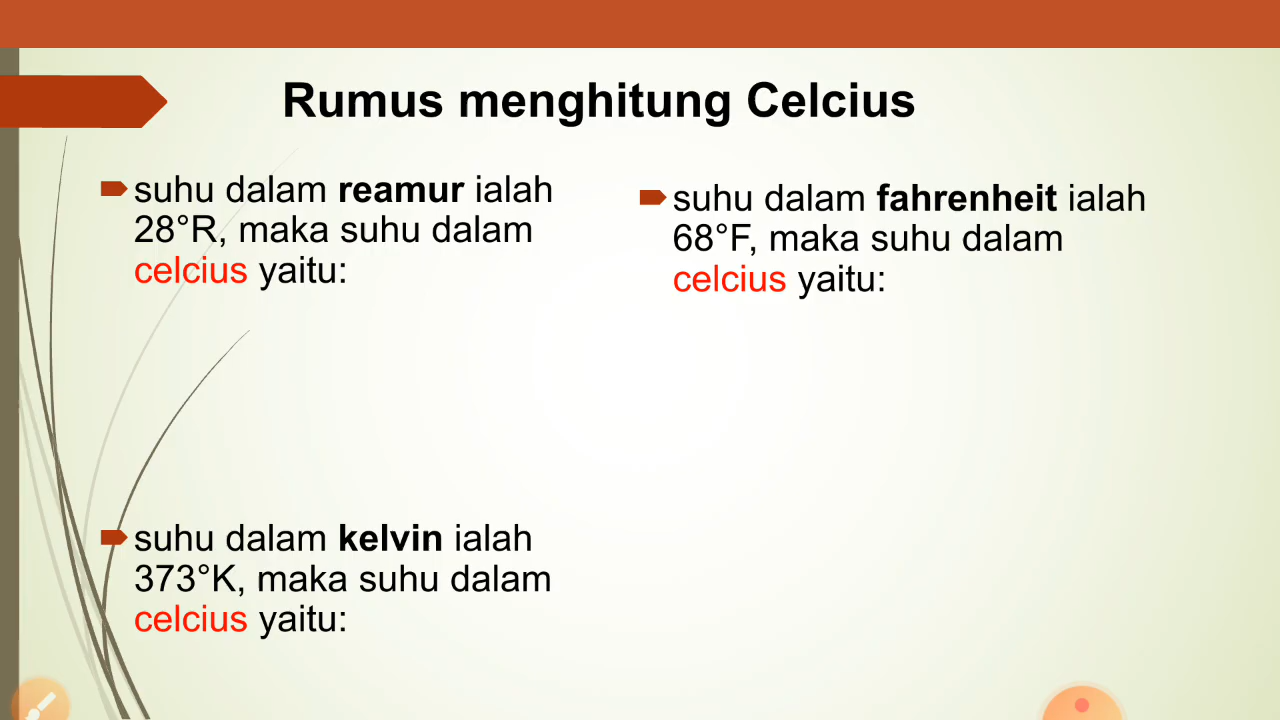 Rumus menghitung Celcius
suhu dalam reamur ialah
28°R, maka suhu dalam
celcius yaitu:
suhu dalam fahrenheit ialah
68°F, maka suhu dalam
celcius yaitu:
suhu dalam kelvin ialah
373°K, maka suhu dalam
celcius yaitu: